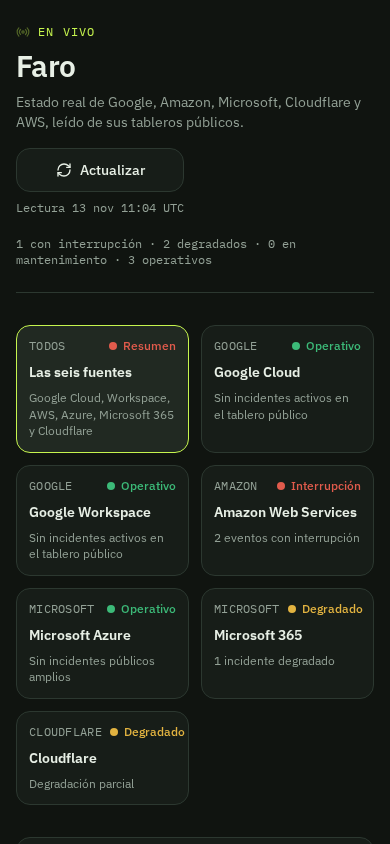 EN VIVO
Faro
Estado real de Google, Amazon, Microsoft, Cloudflare y
AWS, leído de sus tableros públicos.
Actualizar
Lectura 13 nov 11:04 UTC
1 con interrupción · 2 degradados · 0 en
mantenimiento · 3 operativos
TODOS
Resumen
Las seis fuentes
Google Cloud, Workspace,
AWS, Azure, Microsoft 365
y Cloudflare
GOOGLE
Operativo
Google Cloud
Sin incidentes activos en
el tablero público
GOOGLE
Operativo
Google Workspace
Sin incidentes activos en
el tablero público
AMAZON
Interrupción
Amazon Web Services
2 eventos con interrupción
MICROSOFT
Operativo
Microsoft Azure
Sin incidentes públicos
amplios
MICROSOFT
Degradado
Microsoft 365
1 incidente degradado
CLOUDFLARE
Degradado
Cloudflare
Degradación parcial